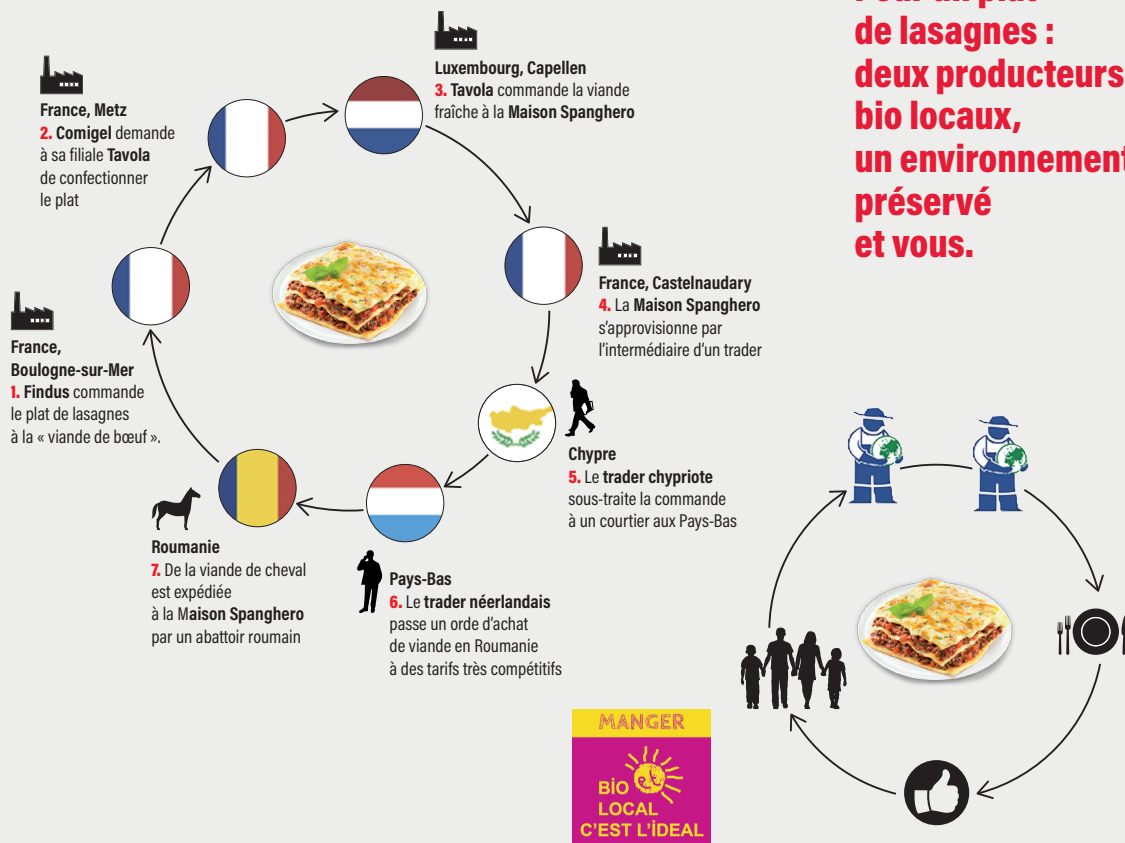 Luxembourg, Capellen
3. Tavola commande la viande
fraîche à la Maison Spanghero
France, Metz
2. Comigel demande
à sa filiale Tavola
de confectionner
le plat
France, Castelnaudary
4. La Maison Spanghero
s'approvisionne par
l'intermédiaire d'un trader
France,
Boulogne-sur-Mer
1. Findus commande
le plat de lasagnes
à la « viande de bœuf ».
Chypre
5. Le trader chypriote
sous-traite la commande
à un courtier aux Pays-Bas
Roumanie
7. De la viande de cheval
est expédiée
à la Maison Spanghero
par un abattoir roumain
Pays-Bas
6. Le trader néerlandais
passe un orde d'achat
de viande en Roumanie
à des tarifs très compétitifs
de lasagnes :
deux producteurs
bio locaux,
un environnement
préservé
et vous.
MANGER
BiO et
LOCAL
C'EST L'iDEAL